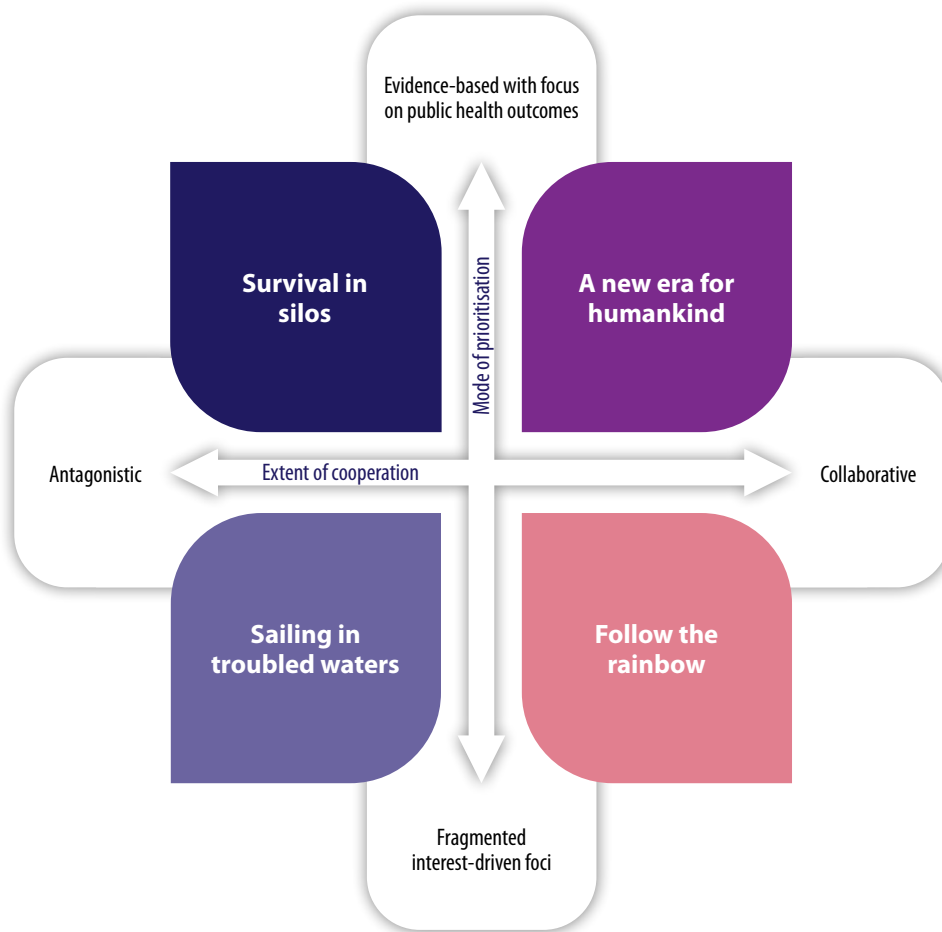 Evidence-based with focus
on public health outcomes
Survival in
silos
Mode of prioritisation
A new era for
humankind
Antagonistic
Extent of cooperation
Collaborative
Sailing in
troubled waters
Follow the
rainbow
Fragmented
interest-driven foci